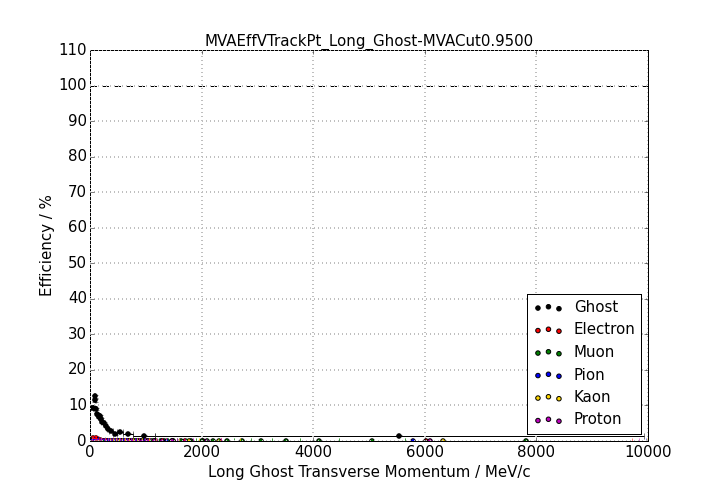 MVAEffVTrackPt_Long_Ghost-MVACut0.9500
110
100
90
80
70
60
50
40
30
20
10
0
Efficiency / %
Ghost
Electron
Muon
Pion
Kaon
Proton
0 2000 4000 6000 8000 10000
Long Ghost Transverse Momentum / MeV/c